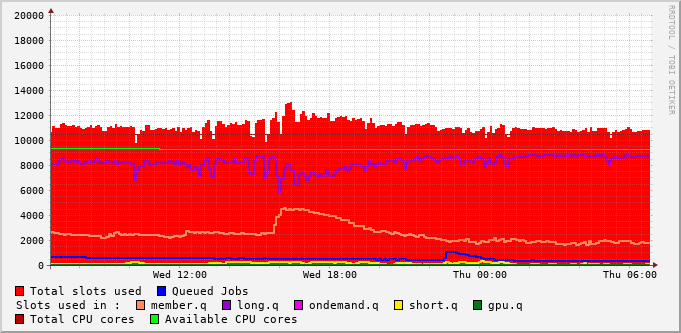 RRDTOOL / TOBI OETIKER
20000
18000
16000
14000
12000
10000
8000
6000
4000
2000
0
Wed 12:00 Wed 18:00 Thu 00:00 Thu 06:00
Total slots used Queued Jobs
Slots used in : member.q long.q ondemand.q short.q gpu.q
Total CPU cores Available CPU cores